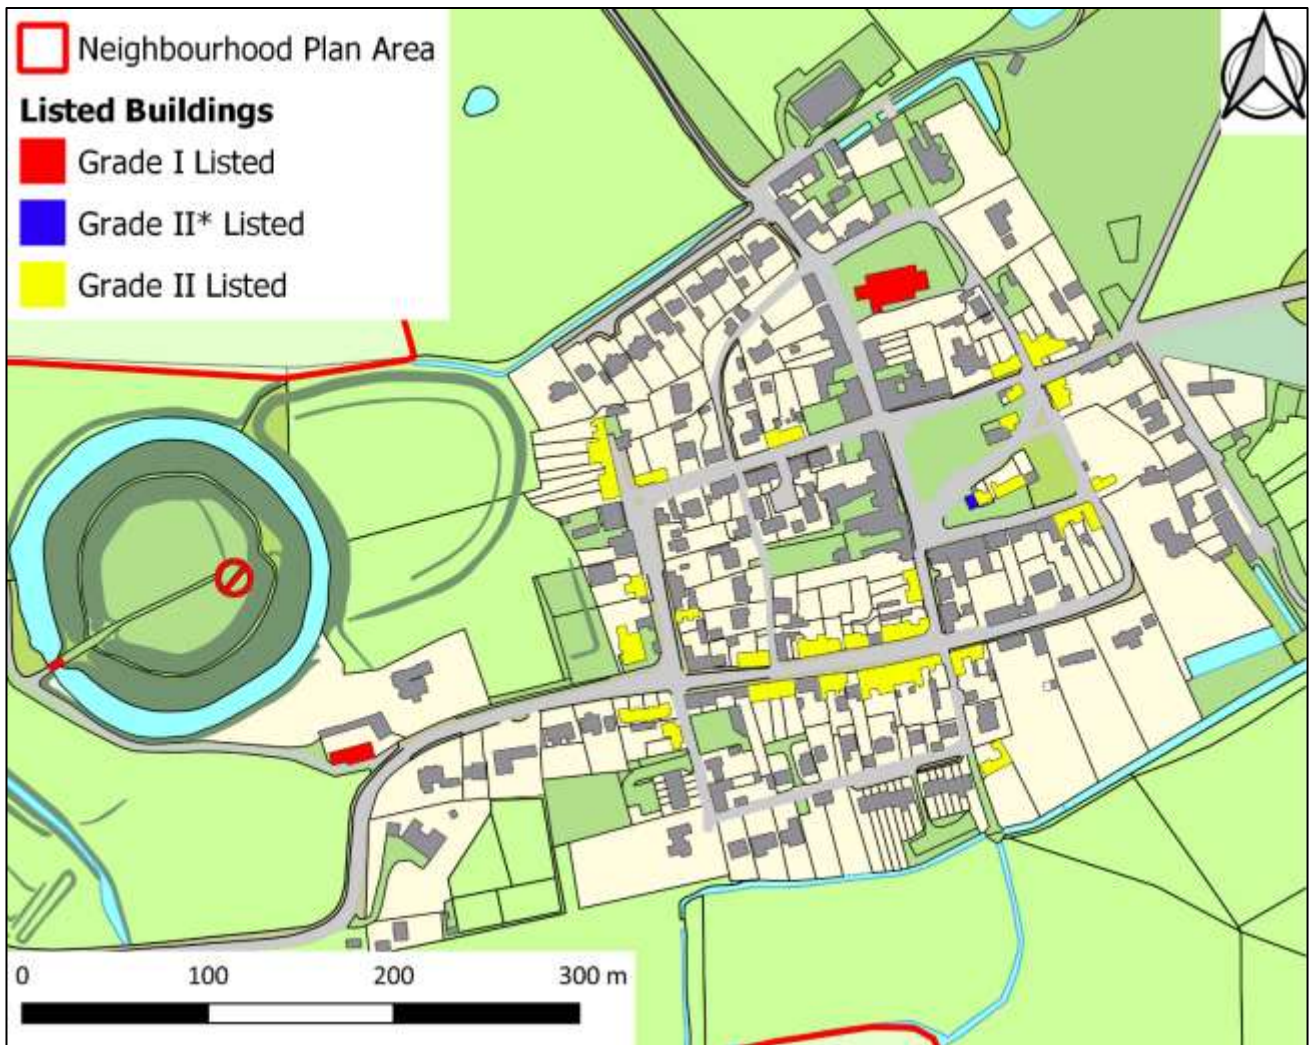 Neighbourhood Plan Area
Listed Buildings
Grade I Listed
Grade II* Listed
Grade II Listed
0 100 200 300 m